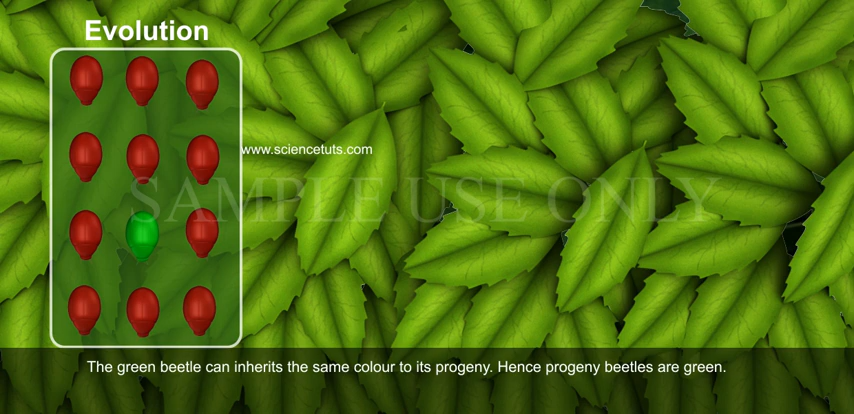 Evolution
www.sciencetuts.com
SAMPLE USE ONLY
The green beetle can inherits the same colour to its progeny. Hence progeny beetles are green.